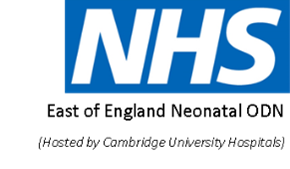 NHS
East of England Neonatal ODN
(Hosted by Cambridge University Hospitals)